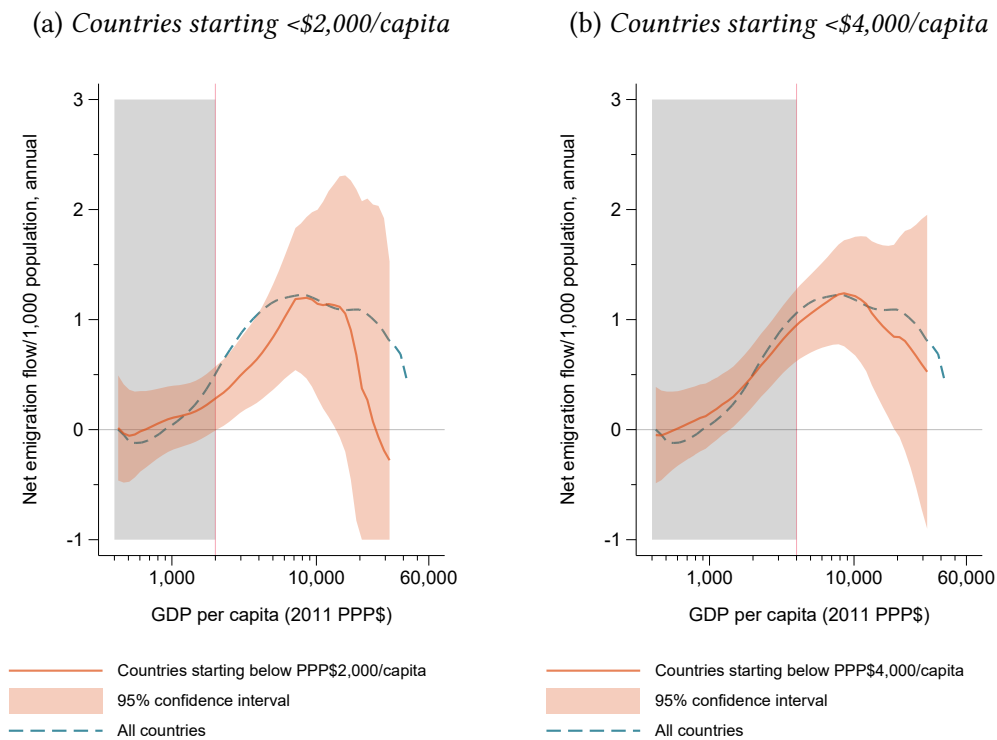 (a) Countries starting <$2,000/capita
3
2
1
0
-1
Net emigration flow/1,000 population, annual
1,000
10,000
60,000
GDP per capita (2011 PPP$)
Countries starting below PPP$2,000/capita
95% confidence interval
All countries
(b) Countries starting <$4,000/capita
3
2
1
0
-1
Net emigration flow/1,000 population, annual
1,000
10,000
60,000
GDP per capita (2011 PPP$)
Countries starting below PPP$4,000/capita
95% confidence interval
All countries